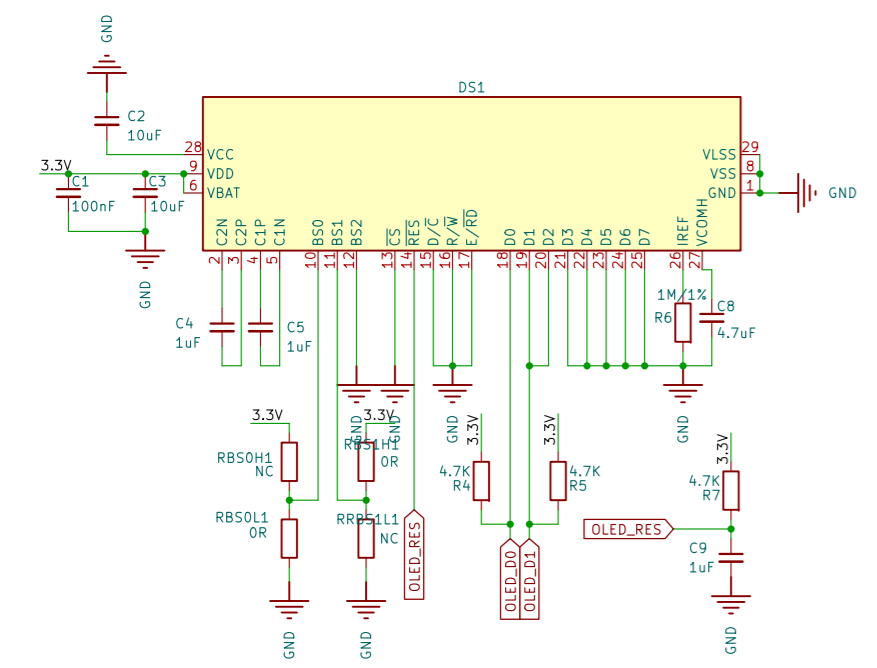 GND
DS1
C2
10uF
28
VCC
VLSS
29
3.3V
9
VDD
VSS
8
C1
100nF
C3
10uF
6
VBAT
GND
1
GND
C2N
C2P
C1P
C1N
BS0
BS1
BS2
CS
RES
D/C
R/W
E/RD
D0
D1
D2
D3
D4
D5
D6
D7
IREF
VCOMH
2
3
4
5
10
11
12
13
14
15
16
17
18
19
20
21
22
23
24
25
26
27
GND
1M/1%
R6
C8
4.7uF
C4
1uF
C5
1uF
3.3V
3.3V
GND
GND
GND
3.3V
3.3V
GND
3.3V
RBS0H1
NC
RBS1H1
0R
4.7K
R4
4.7K
R5
4.7K
R7
RBS0L1
0R
RRBS1L1
NC
OLED_RES
OLED_D0
OLED_D1
OLED_RES
C9
1uF
GND
GND
GND